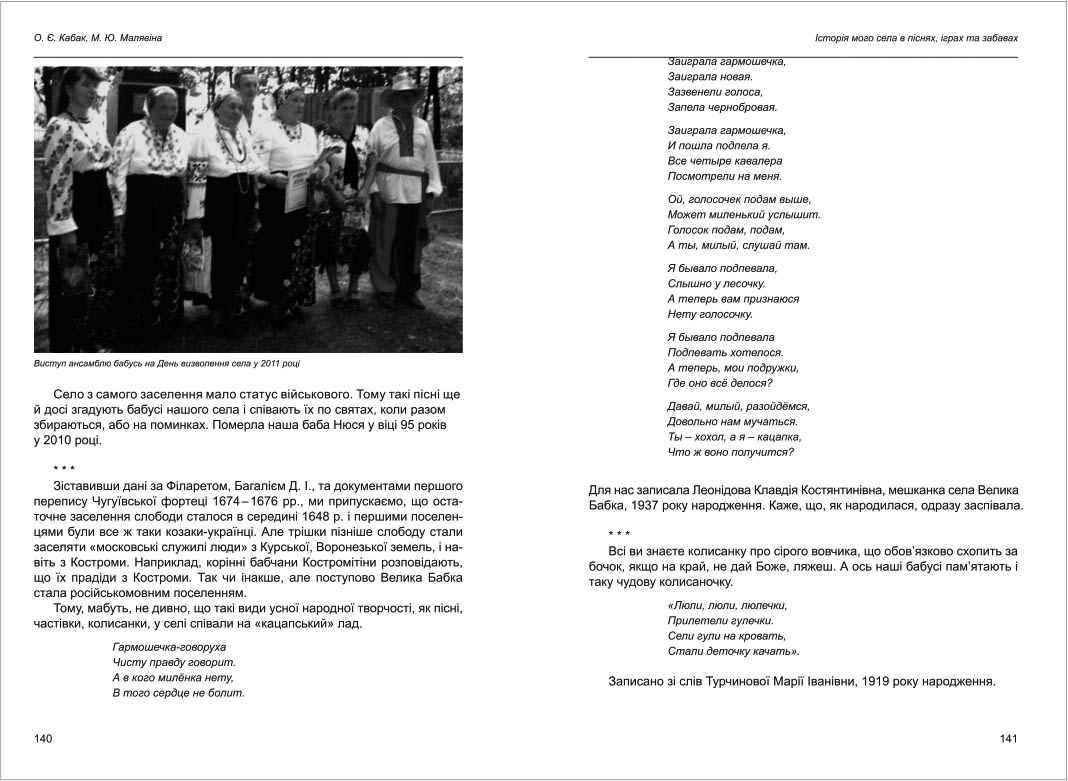 О. Є. Кабак, М. Ю. Малявіна
Виступ ансамблю бабусь на День визволення села у 2011 році
Село з самого заселення мало статус військового. Тому такі пісні ще
й досі згадують бабусі нашого села і співають їх по святах, коли разом
збираються, або на поминках. Померла наша баба Нюся у віці 95 років
у 2010 році.
* * *
Зіставивши дані за Філаретом, Багалієм Д. І., та документами першого
перепису Чугуївської фортеці 1674–1676 рр., ми припускаємо, що оста-
точне заселення слободи сталося в середині 1648 р. і першими поселен-
цями були все ж таки козаки-українці. Але трішки пізніше слободу стали
заселяти «московські служилі люди» з Курської, Воронезької земель, і на-
віть з Костроми. Наприклад, корінні бабчани Костромітіни розповідають,
що їх прадіди з Костроми. Так чи інакше, але поступово Велика Бабка
стала російськомовним поселенням.
Тому, мабуть, не дивно, що такі види усної народної творчості, як пісні,
частівки, колисанки, у селі співали на «кацапський» лад.
Гармошечка-говоруха
Чисту правду говорит.
А в кого милёнка нету,
В того сердце не болит.
140
Історія мого села в піснях, іграх та забавах
Заиграла гармошечка,
Заиграла новая.
Зазвенели голоса,
Запела чернобровая.
Заиграла гармошечка,
И пошла подпела я.
Все четыре кавалера
Посмотрели на меня.
Ой, голосочек подам выше,
Может миленький услышит.
Голосок подам, подам,
А ты, милый, слушай там.
Я бывало подпевала,
Слышно у лесочку.
А теперь вам признаюся
Нету голосочку.
Я бывало подпевала
Подпевать хотелося.
А теперь, мои подружки,
Где оно всё делося?
Давай, милый, разойдёмся,
Довольно нам мучаться.
Ты – хохол, а я – кацапка,
Что ж воно получится?
Для нас записала Леонідова Клавдія Костянтинівна, мешканка села Велика
Бабка, 1937 року народження. Каже, що, як народилася, одразу заспівала.
* * *
Всі ви знаєте колисанку про сірого вовчика, що обов’язково схопить за
бочок, якщо на край, не дай Боже, ляжеш. А ось наші бабусі пам’ятають і
таку чудову колисаночку.
«Люли, люли, люлечки,
Прилетели гулечки.
Сели гули на кровать,
Стали деточку качать».
Записано зі слів Турчинової Марії Іванівни, 1919 року народження.
141